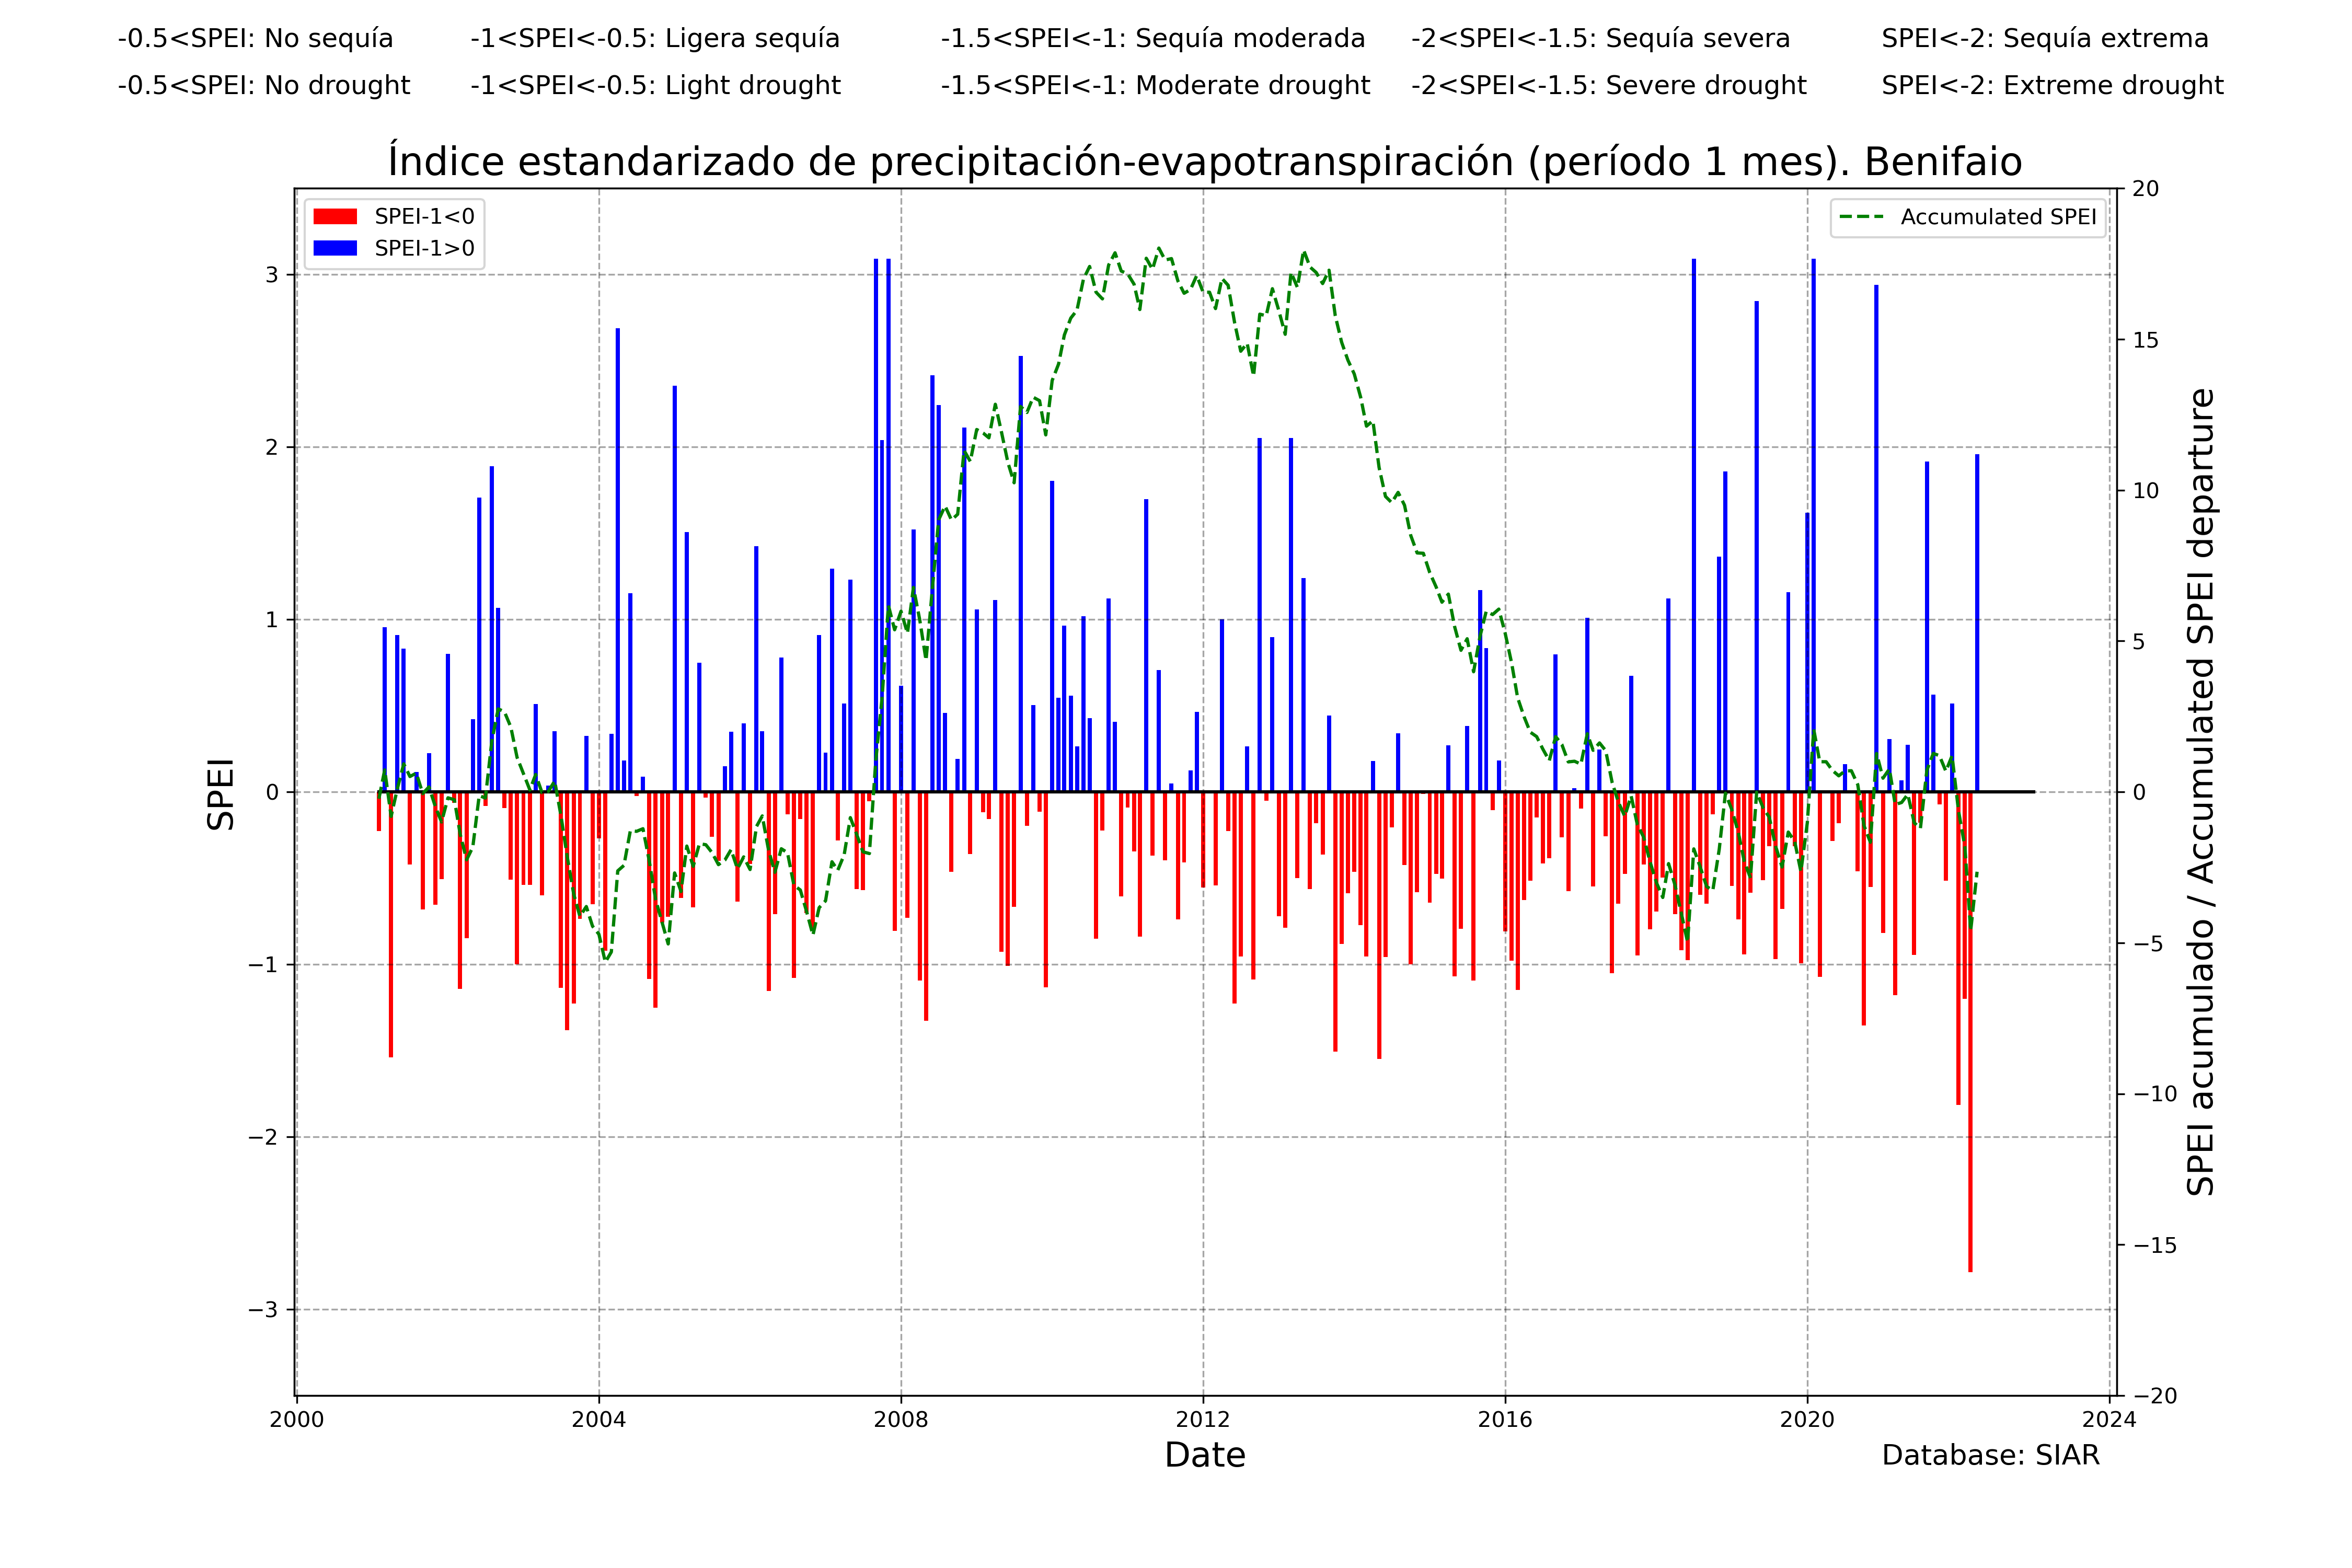 -0.5<SPEI: No sequía -1<SPEI<-0.5: Ligera sequía -1.5<SPEI<-1: Sequía moderada -2<SPEI<-1.5: Sequía severa SPEI<-2: Sequía extrema
-0.5<SPEI: No drought -1<SPEI<-0.5: Light drought -1.5<SPEI<-1: Moderate drought -2<SPEI<-1.5: Severe drought SPEI<-2: Extreme drought
Índice estandarizado de precipitación-evapotranspiración (período 1 mes). Benifaio
SPEI-1<0
SPEI-1>0
Accumulated SPEI
SPEI
3
2
1
0
−1
−2
−3
20
15
10
5
0
−5
−10
−15
−20
SPEI acumulado / Accumulated SPEI departure
2000 2004 2008 2012 2016 2020 2024
Date
Database: SIAR